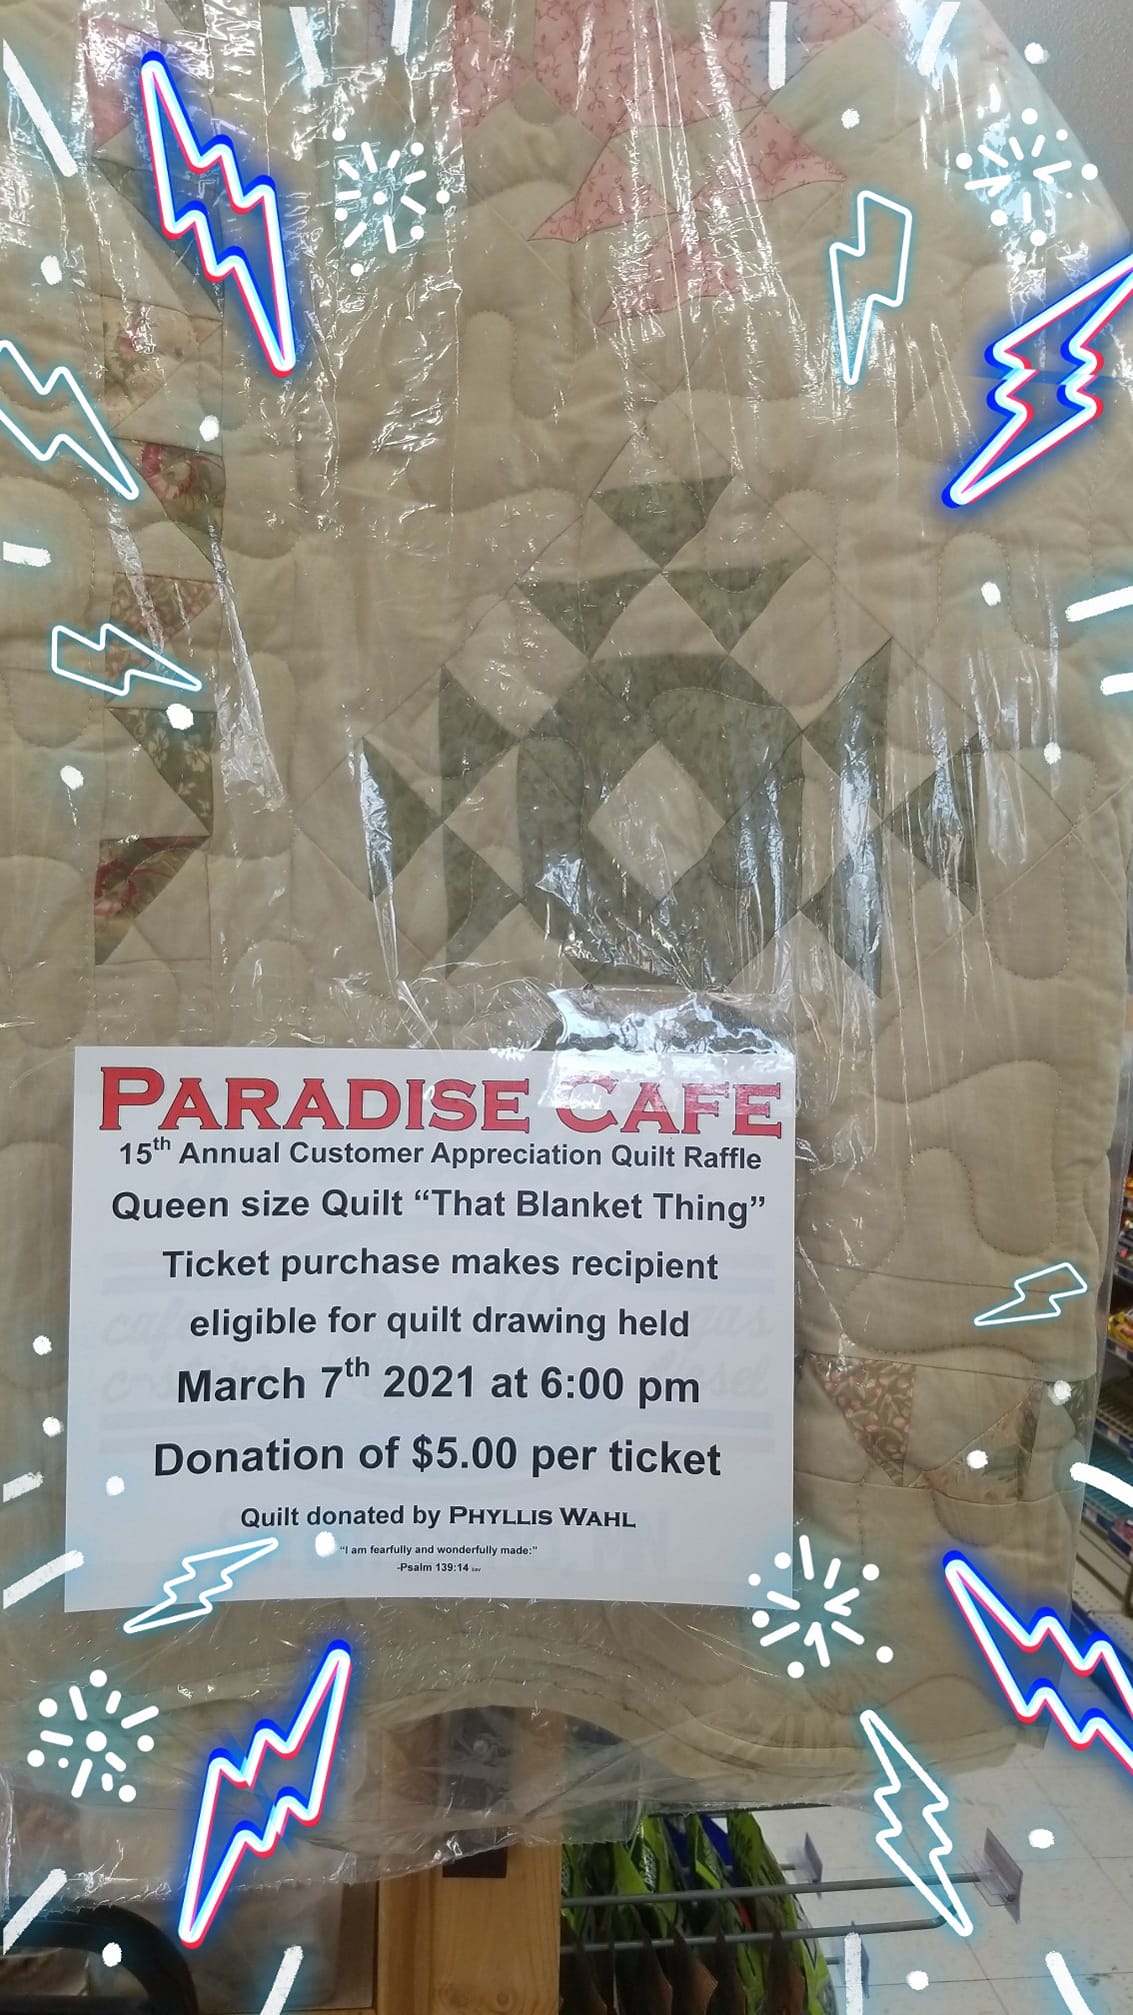 PARADISE CAFE
15th Annual Customer Appreciation Quilt Raffle
Queen size Quilt “That Blanket Thing”
Ticket purchase makes recipient
eligible for quilt drawing held
March 7th 2021 at 6:00 pm
Donation of $5.00 per ticket
Quilt donated by PHYLLIS WAHL
“I am fearfully and wonderfully made:”
-Psalm 139:14